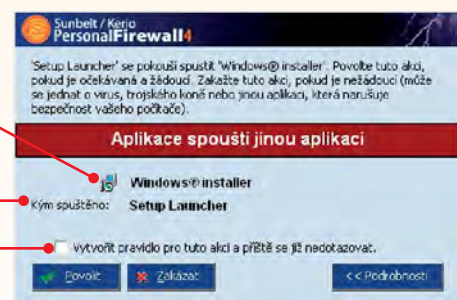 Sunbelt / Kerio
PersonalFirewall4
'Setup Launcher' se pokouší spustit 'Windows® installer'. Povolte tuto akci,
pokud je očekávaná a žádoucí. Zakažte tuto akci, pokud je nežádoucí (může
se jednat o virus, trojského koně nebo jinou aplikaci, která narušuje
bezpečnost vašeho počítače).
Aplikace spouští jinou aplikaci
Windows® installer
Kým spuštěno: Setup Launcher
Vytvořit pravidlo pro tuto akci a příště se již nedotazovat.
Povolit Zakázat << Podrobnosti